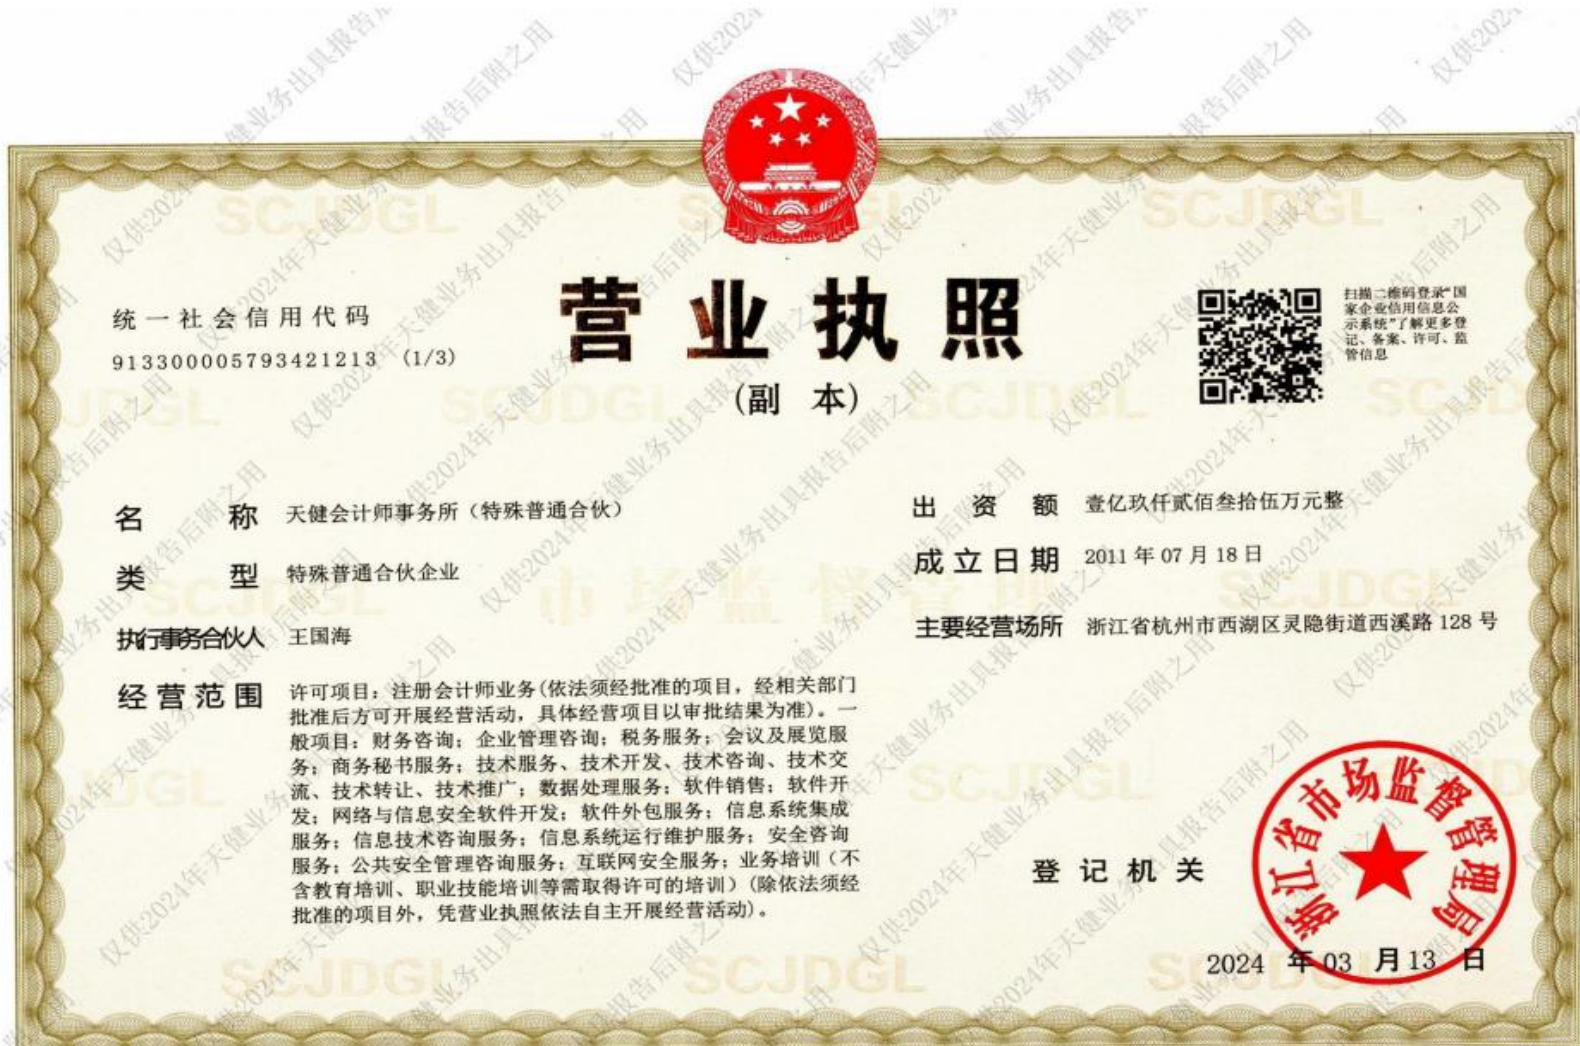 营业执照
(副 本)
统一社会信用代码
913300005793421213 (1/3)
扫描二维码登录“国
家企业信用信息公
示系统”了解更多登
记、备案、许可、监
管信息
名 称 天健会计师事务所（特殊普通合伙）
类 型 特殊普通合伙企业
执行事务合伙人 王国海
经营范围 许可项目：注册会计师业务(依法须经批准的项目，经相关部门
批准后方可开展经营活动，具体经营项目以审批结果为准)。一
般项目：财务咨询；企业管理咨询；税务服务；会议及展览服
务；商务秘书服务；技术服务、技术开发、技术咨询、技术交
流、技术转让、技术推广；数据处理服务；软件销售；软件开
发；网络与信息安全软件开发；软件外包服务；信息系统集成
服务；信息技术咨询服务；信息系统运行维护服务；安全咨询
服务；公共安全管理咨询服务；互联网安全服务；业务培训（不
含教育培训、职业技能培训等需取得许可的培训）(除依法须经
批准的项目外，凭营业执照依法自主开展经营活动)。
出 资 额 壹亿玖仟贰佰叁拾伍万元整
成立日期 2011 年 07 月 18 日
主要经营场所 浙江省杭州市西湖区灵隐街道西溪路 128 号
登记机关
浙江省市场监督管理局
2024 年 03 月 13 日
SCJDGL
市场监督管理
仅供2024年天健业务出具报告后附之用